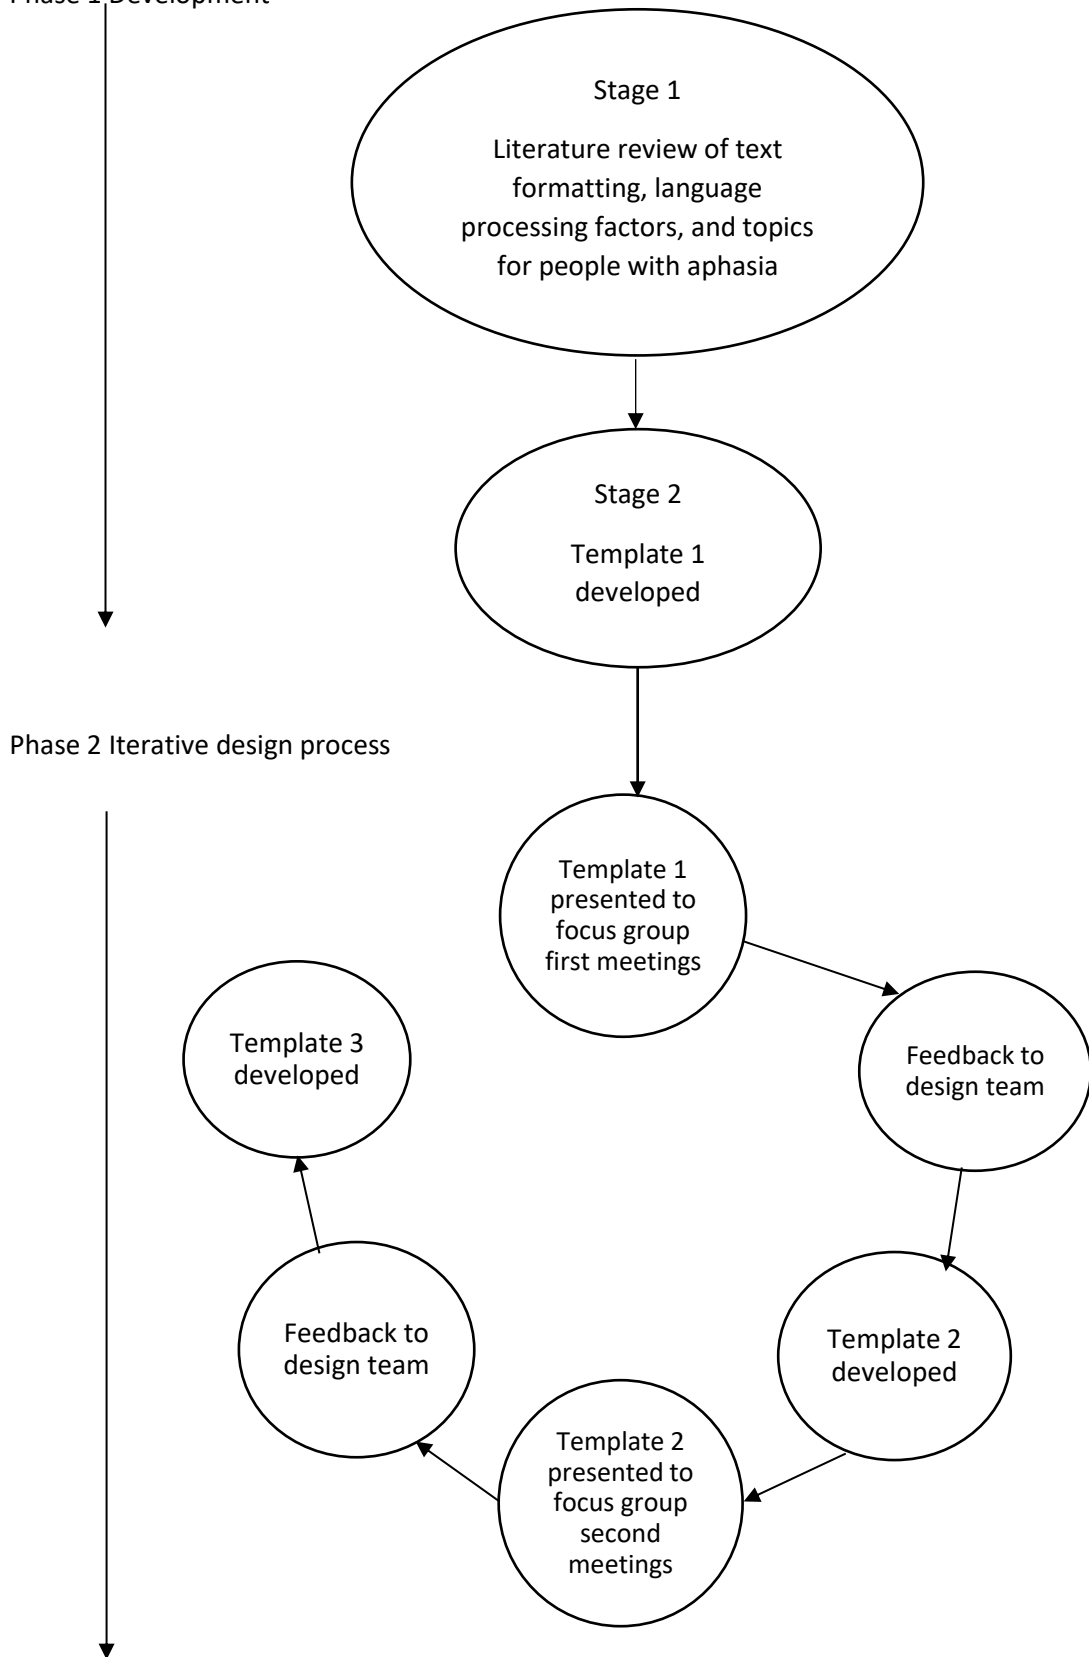 Phase 1 Development
Stage 1
Literature review of text
formatting, language
processing factors, and topics
for people with aphasia
Stage 2
Template 1
developed
Phase 2 Iterative design process
Template 1
presented to
focus group
first meetings
Feedback to
design team
Template 2
developed
Template 2
presented to
focus group
second
meetings
Feedback to
design team
Template 3
developed